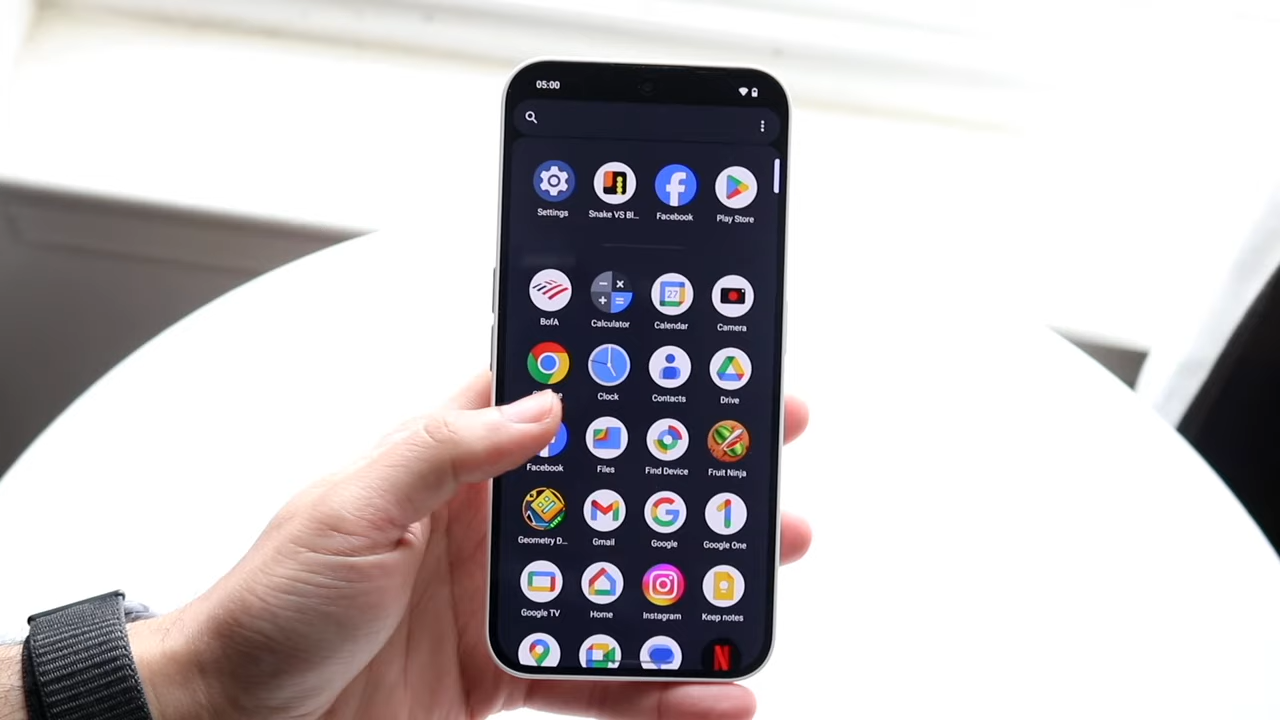 05:00
Settings Snake VS Bl... Facebook Play Store
BofA Calculator Calendar Camera
27
Clock Contacts Drive
Facebook Files Find Device Fruit Ninja
Geometry D... Gmail Google Google One
Google TV Home Instagram Keep notes